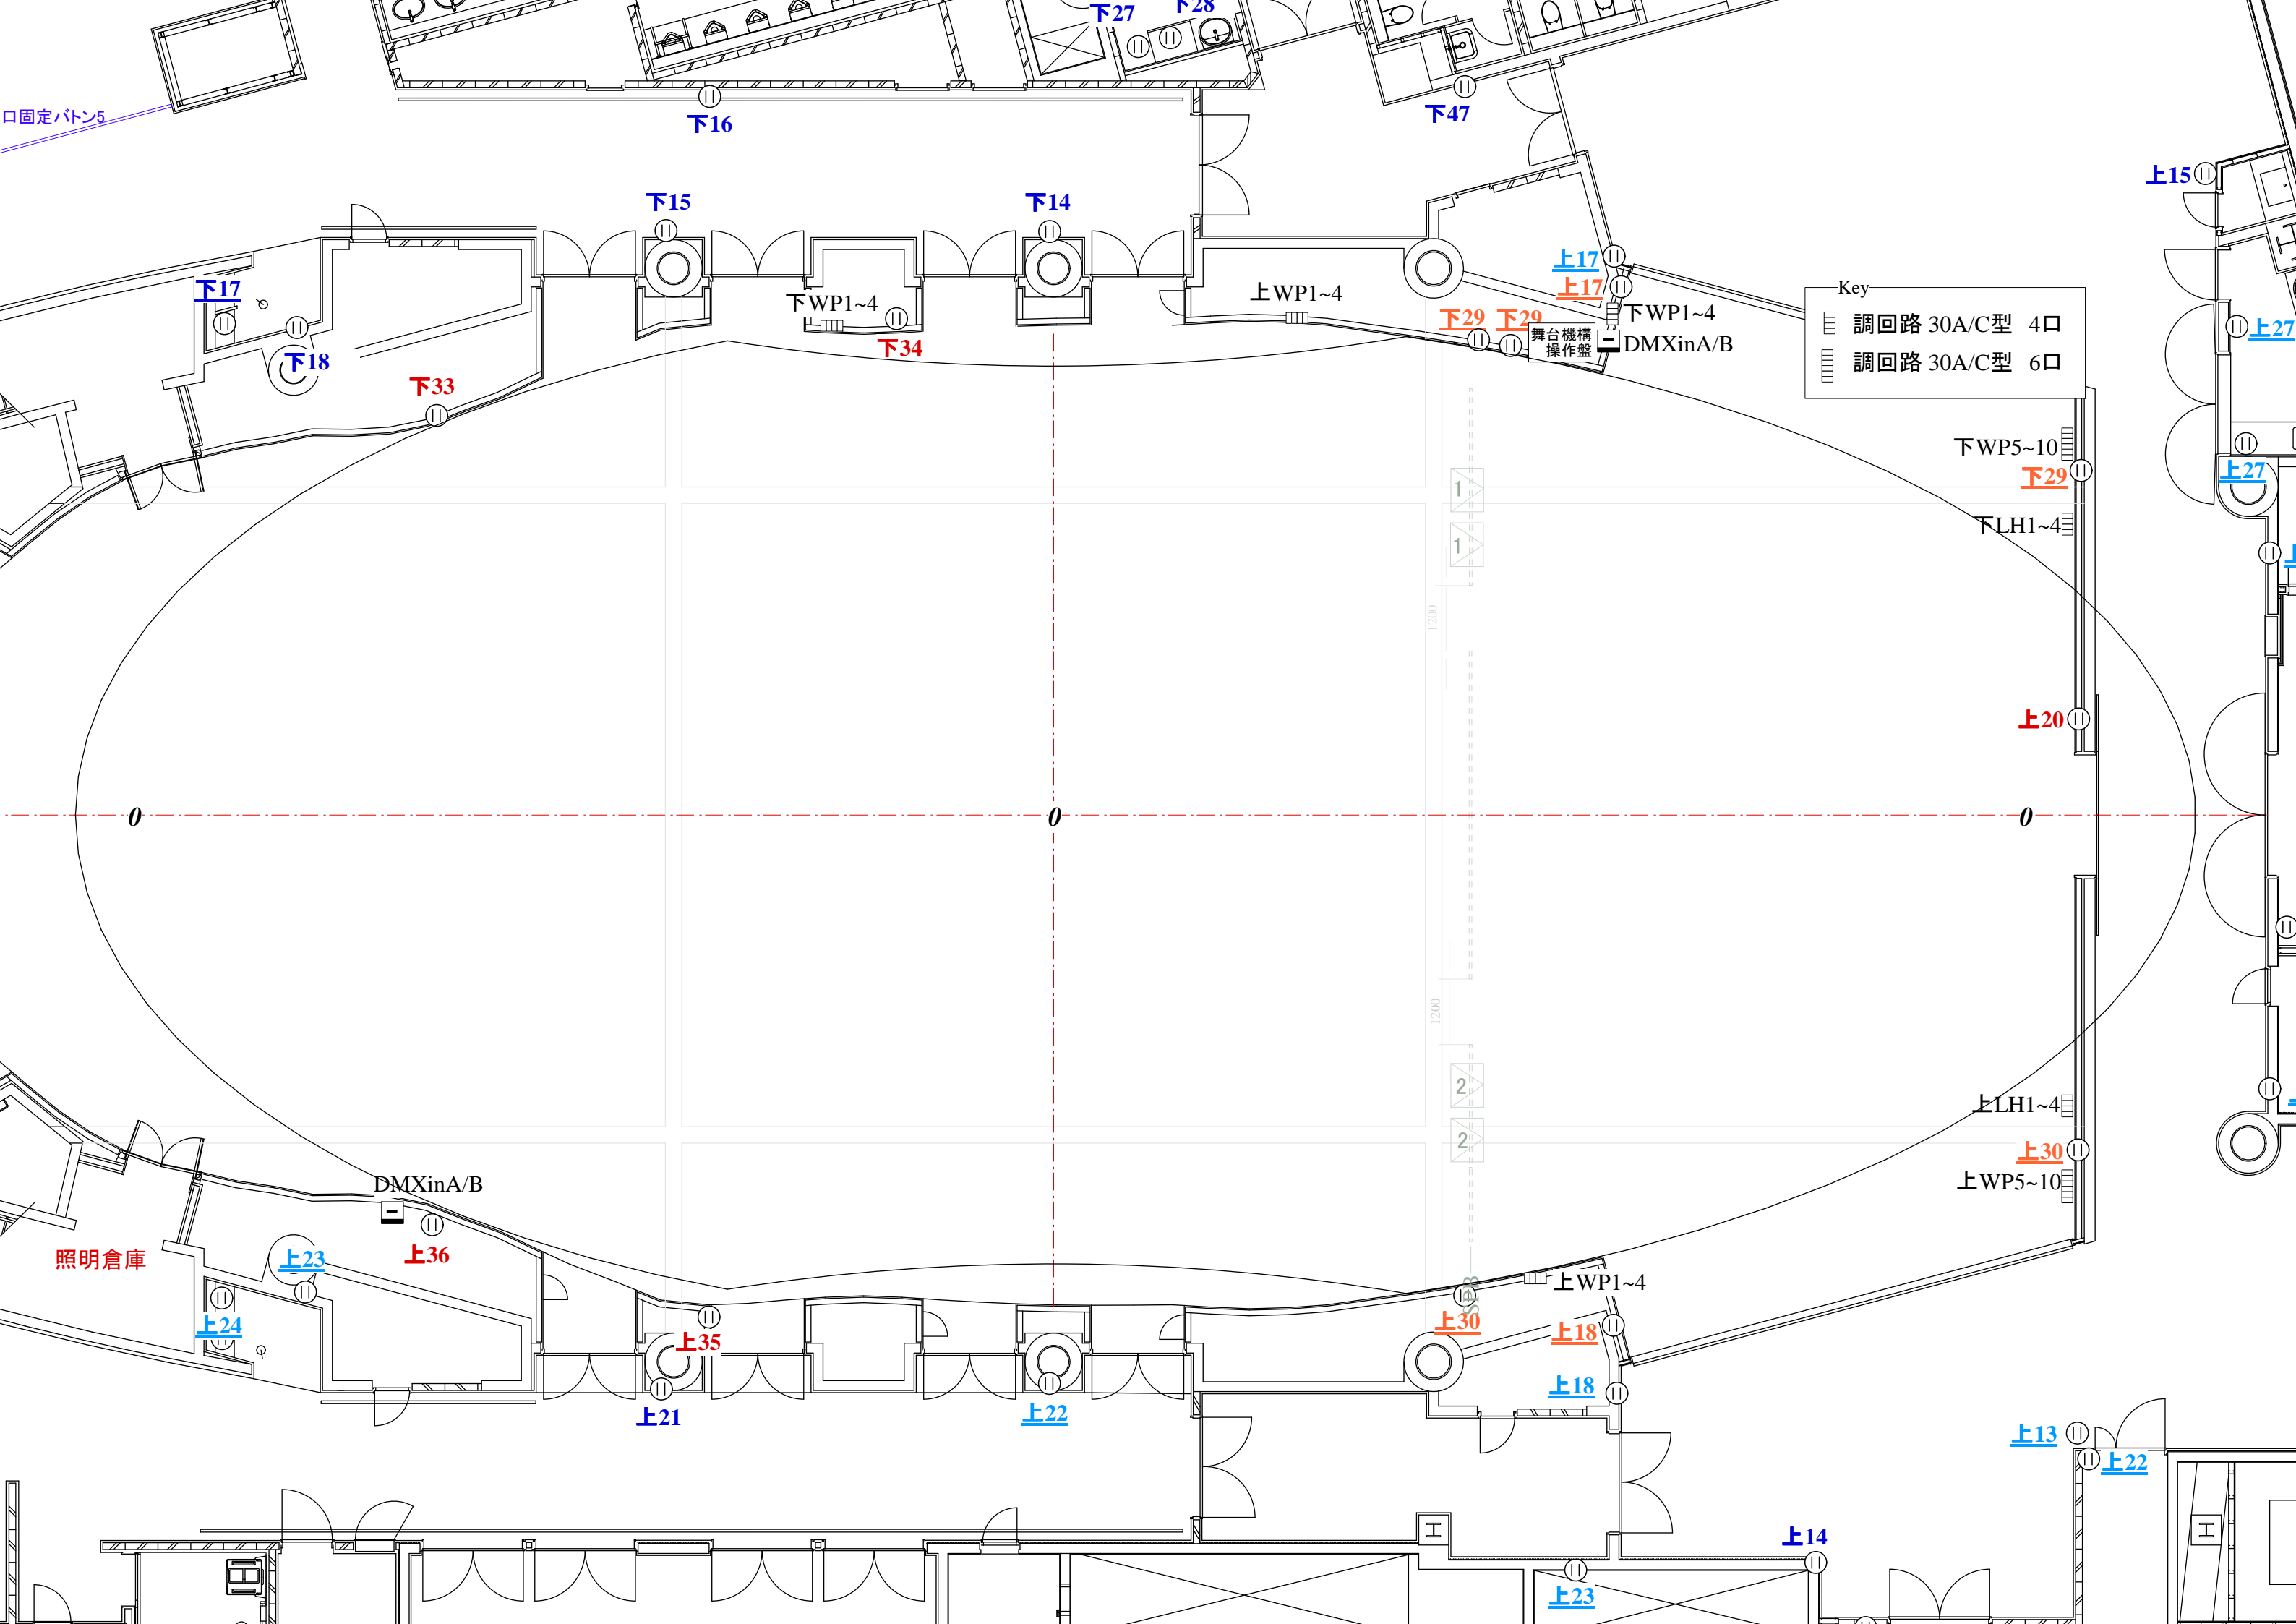 下27
下28
口固定バトン5
下16
下47
上15
下15
下14
上17
下17
上17
下WP1~4
上WP1~4
下WP1~4
Key
調回路 30A/C型 4口
調回路 30A/C型 6口
下29
下29
舞台機構
操作盤
DMXinA/B
上27
下34
下18
下33
下WP5~10
下29
上27
1
下LH1~4
1
1200
上20
0
0
0
1200
2
上LH1~4
2
上30
上WP5~10
DMXinA/B
上36
照明倉庫
上23
上WP1~4
SPB
上24
上30
上18
上35
上18
上21
上22
上13
上22
上14
上23